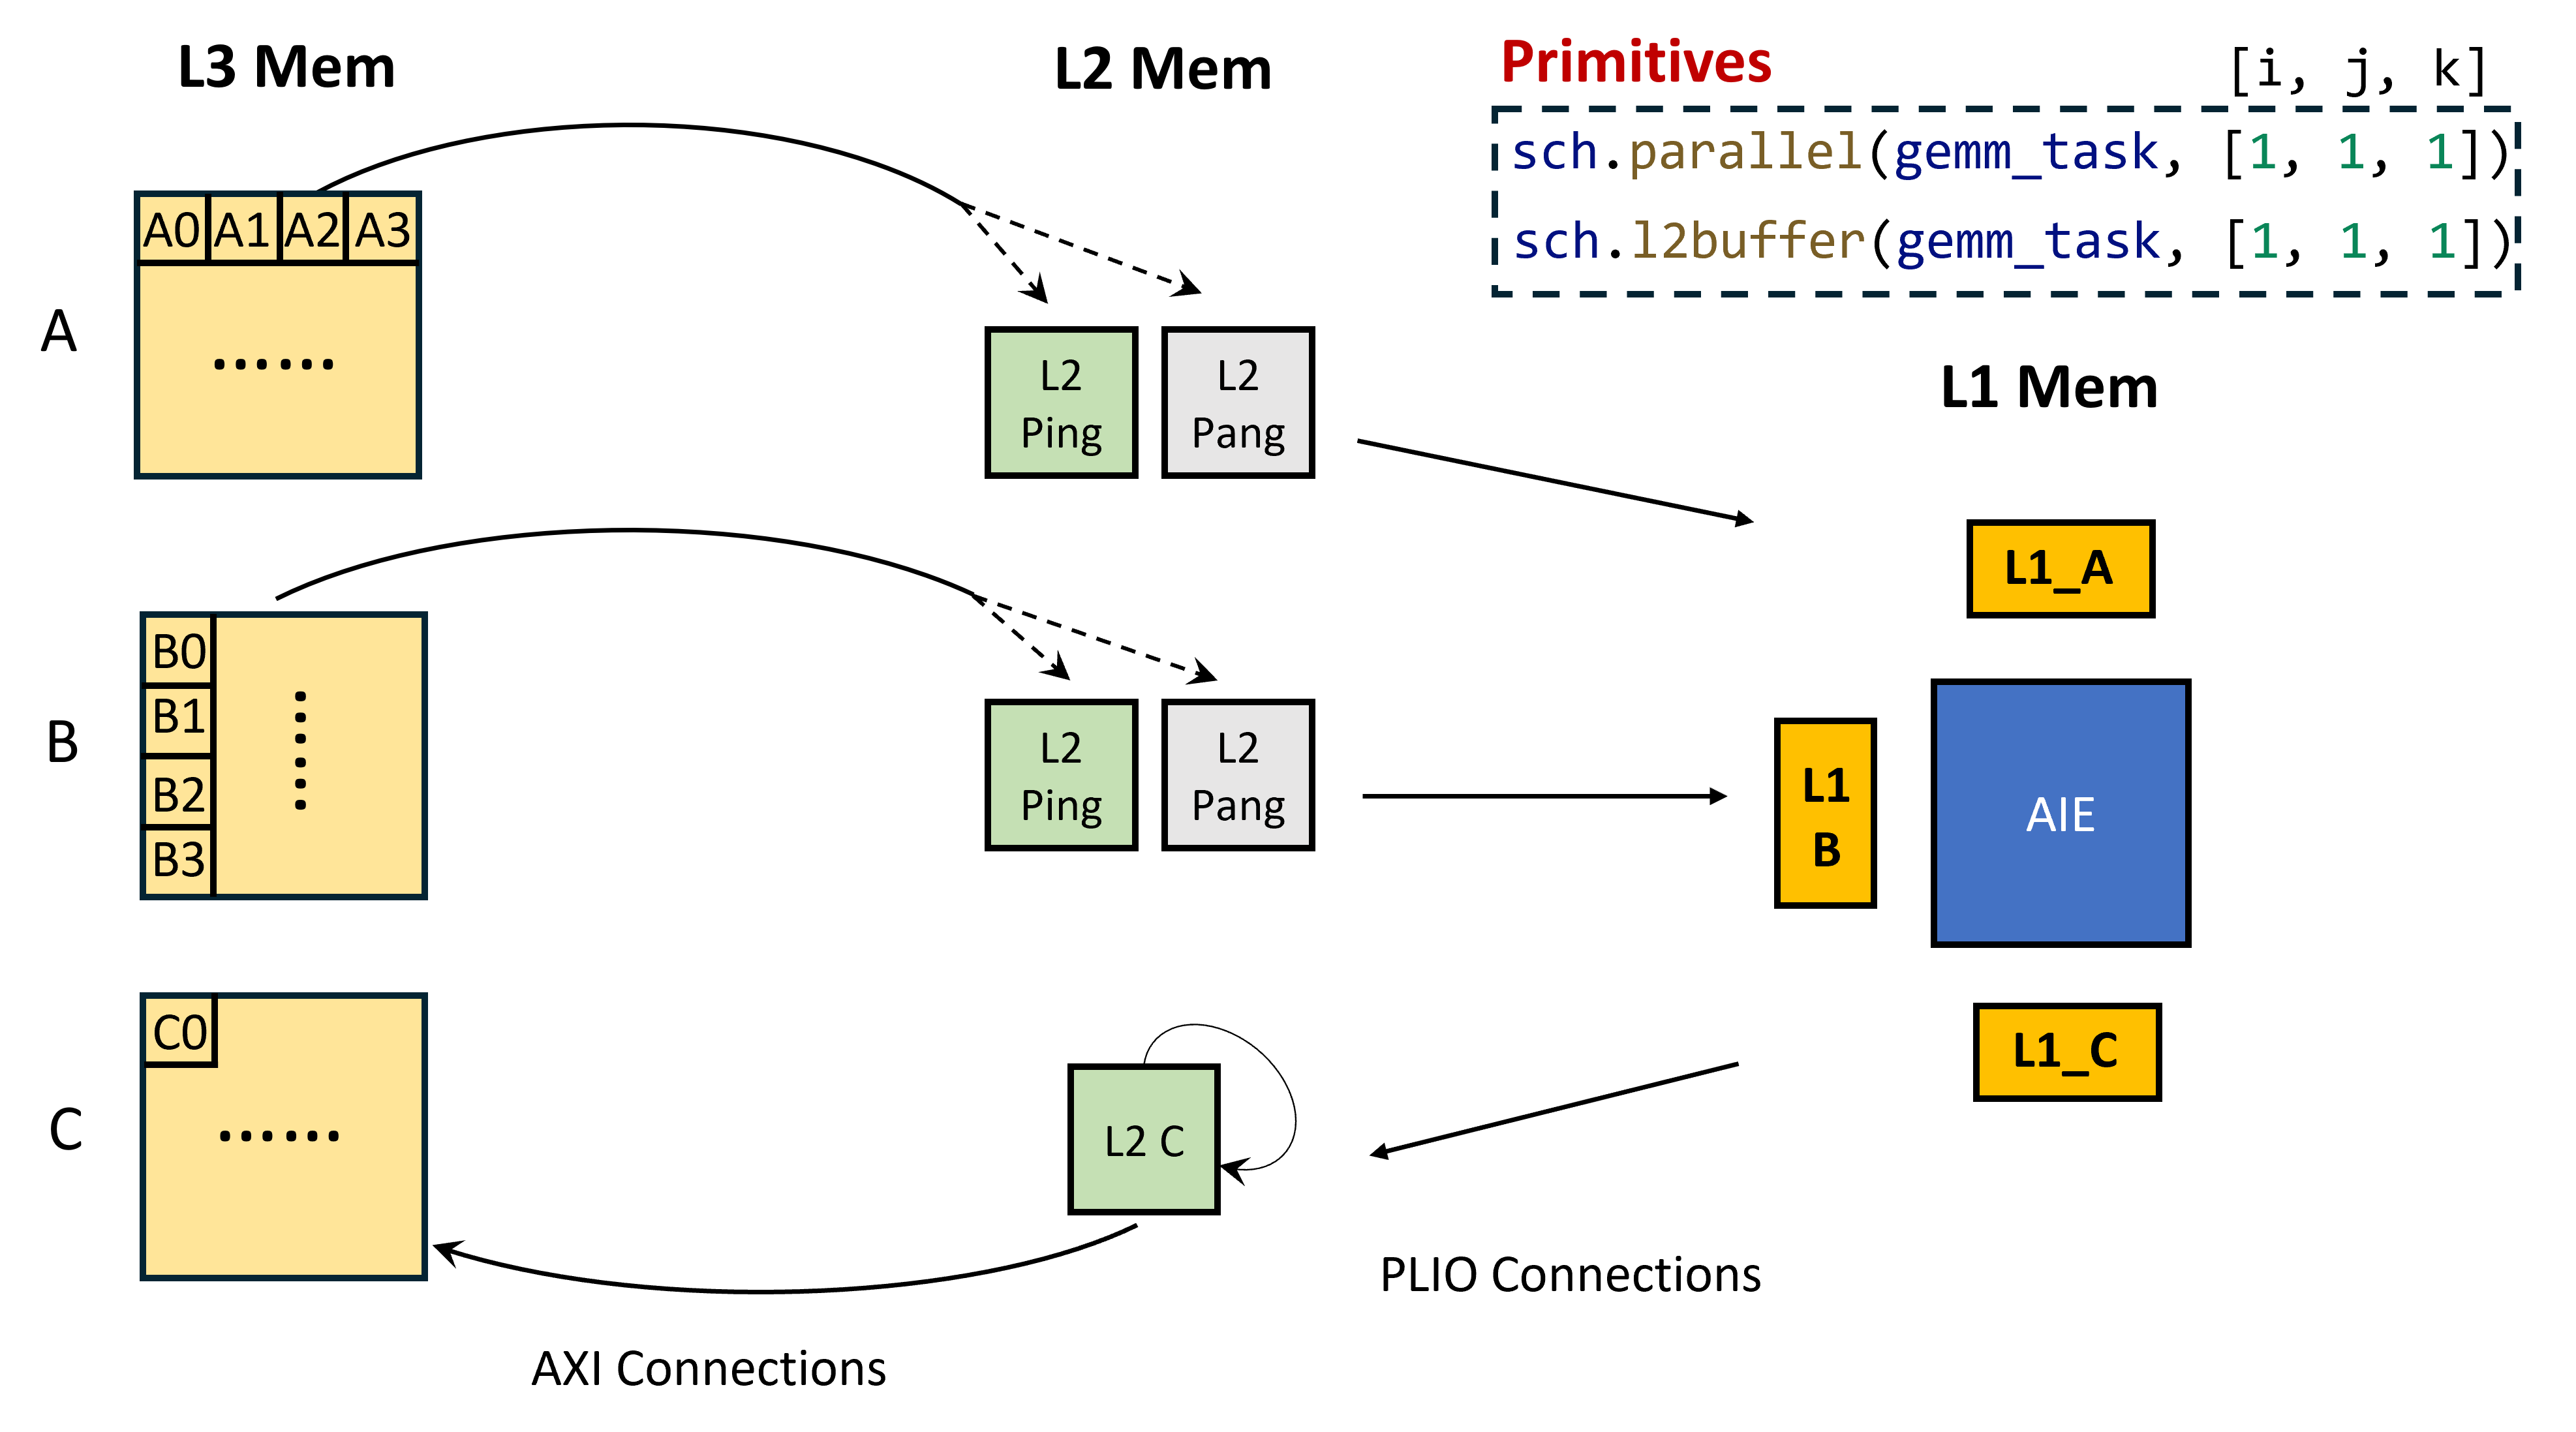 L3 Mem
L2 Mem
Primitives
[i, j, k]
sch.parallel(gemm_task, [1, 1, 1])
sch.l2buffer(gemm_task, [1, 1, 1])
A0 A1 A2 A3
......
A
L2
Ping
L2
Pang
L1 Mem
L1_A
B0
B1
B2
B3
......
B
L2
Ping
L2
Pang
L1
B
AIE
C0
......
C
L2 C
L1_C
PLIO Connections
AXI Connections